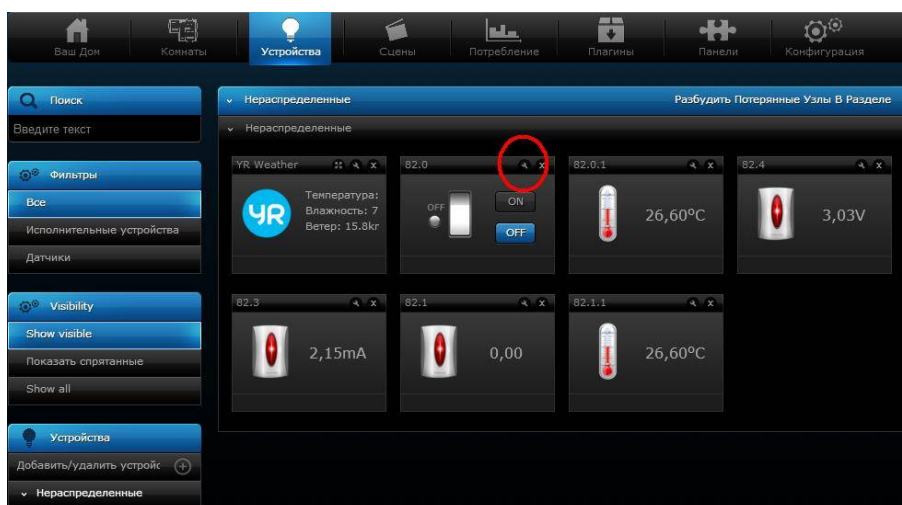 Ваш Дом
Комнаты
Устройства
Сцены
Потребление
Плагины
Панели
Конфигурация
Поиск
Введите текст
Фильтры
Все
Исполнительные устройства
Датчики
Visibility
Show visible
Показать спрятанные
Show all
Устройства
Добавить/удалить устройс
Нераспределенные
Нераспределенные
Разбудить Потерянные Узлы В Разделе
Нераспределенные
YR Weather
YR
Температура:
Влажность: 7
Ветер: 15.8kr
82.0
OFF
ON
OFF
82.0.1
26,60ºC
82.4
3,03V
82.3
2,15mA
82.1
0,00
82.1.1
26,60ºC